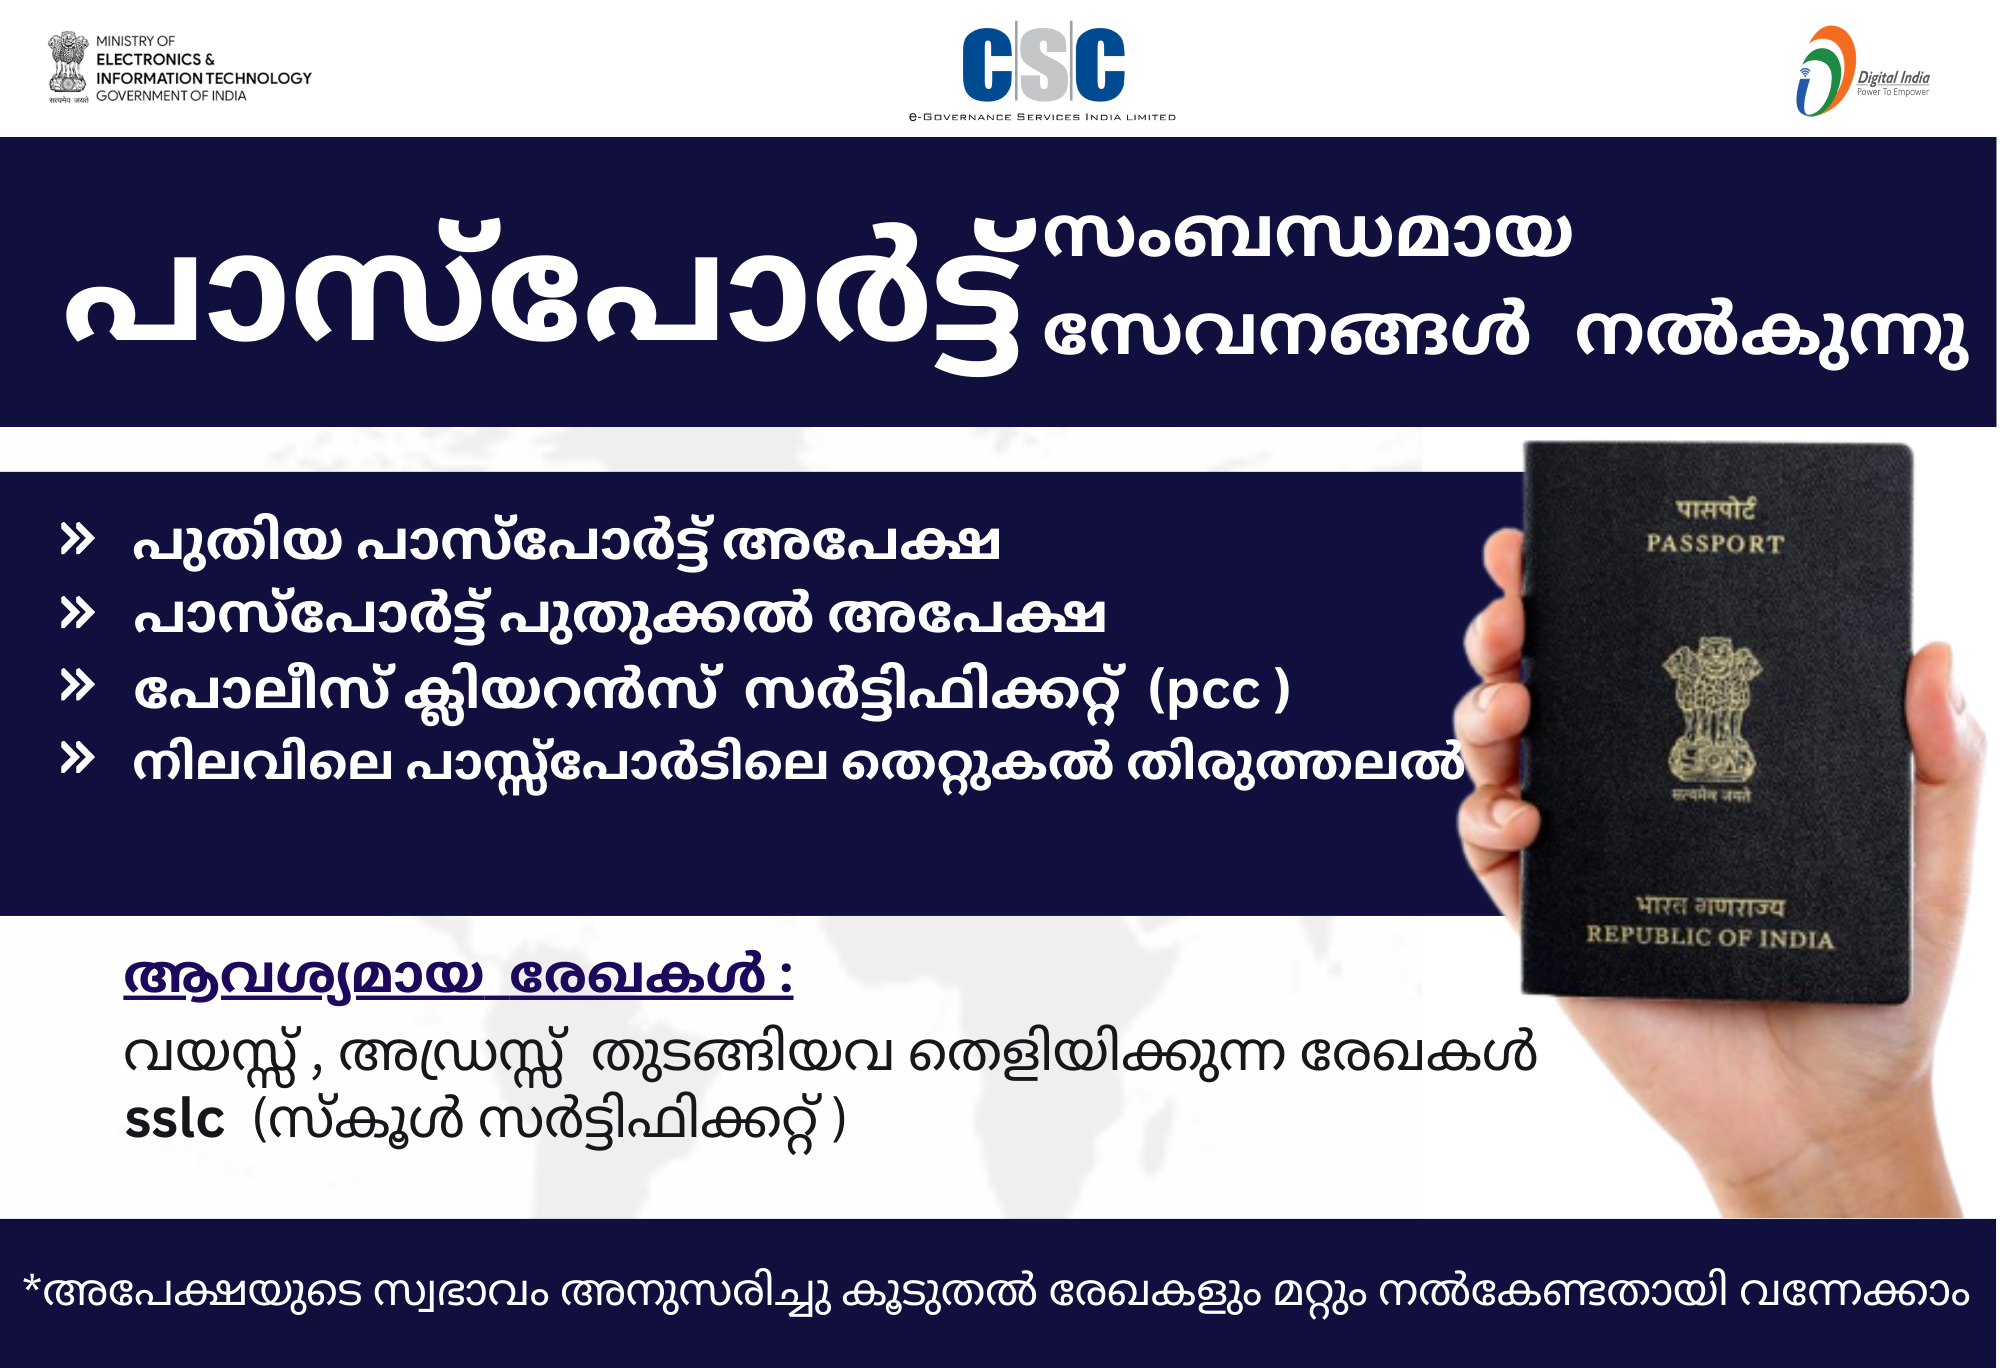 MINISTRY OF
ELECTRONICS &
INFORMATION TECHNOLOGY
GOVERNMENT OF INDIA
सत्यमेव जयते
CSC
e-Governance Services India Limited
Digital India
Power To Empower
പാസ്പോർട്ട് സംബന്ധമായ
സേവനങ്ങൾ നൽകുന്നു
» പുതിയ പാസ്പോർട്ട് അപേക്ഷ
» പാസ്പോർട്ട് പുതുക്കൽ അപേക്ഷ
» പോലീസ് ക്ലിയറൻസ് സർട്ടിഫിക്കറ്റ് (pcc )
» നിലവിലെ പാസ്സ്പോർടിലെ തെറ്റുകൽ തിരുത്തലൽ
पासपोर्ट
PASSPORT
सत्यमेव जयते
भारत गणराज्य
REPUBLIC OF INDIA
ആവശ്യമായ രേഖകൾ :
വയസ്സ് , അഡ്രസ്സ് തുടങ്ങിയവ തെളിയിക്കുന്ന രേഖകൾ
sslc (സ്കൂൾ സർട്ടിഫിക്കറ്റ് )
*അപേക്ഷയുടെ സ്വഭാവം അനുസരിച്ചു കൂടുതൽ രേഖകളും മറ്റും നൽകേണ്ടതായി വന്നേക്കാം